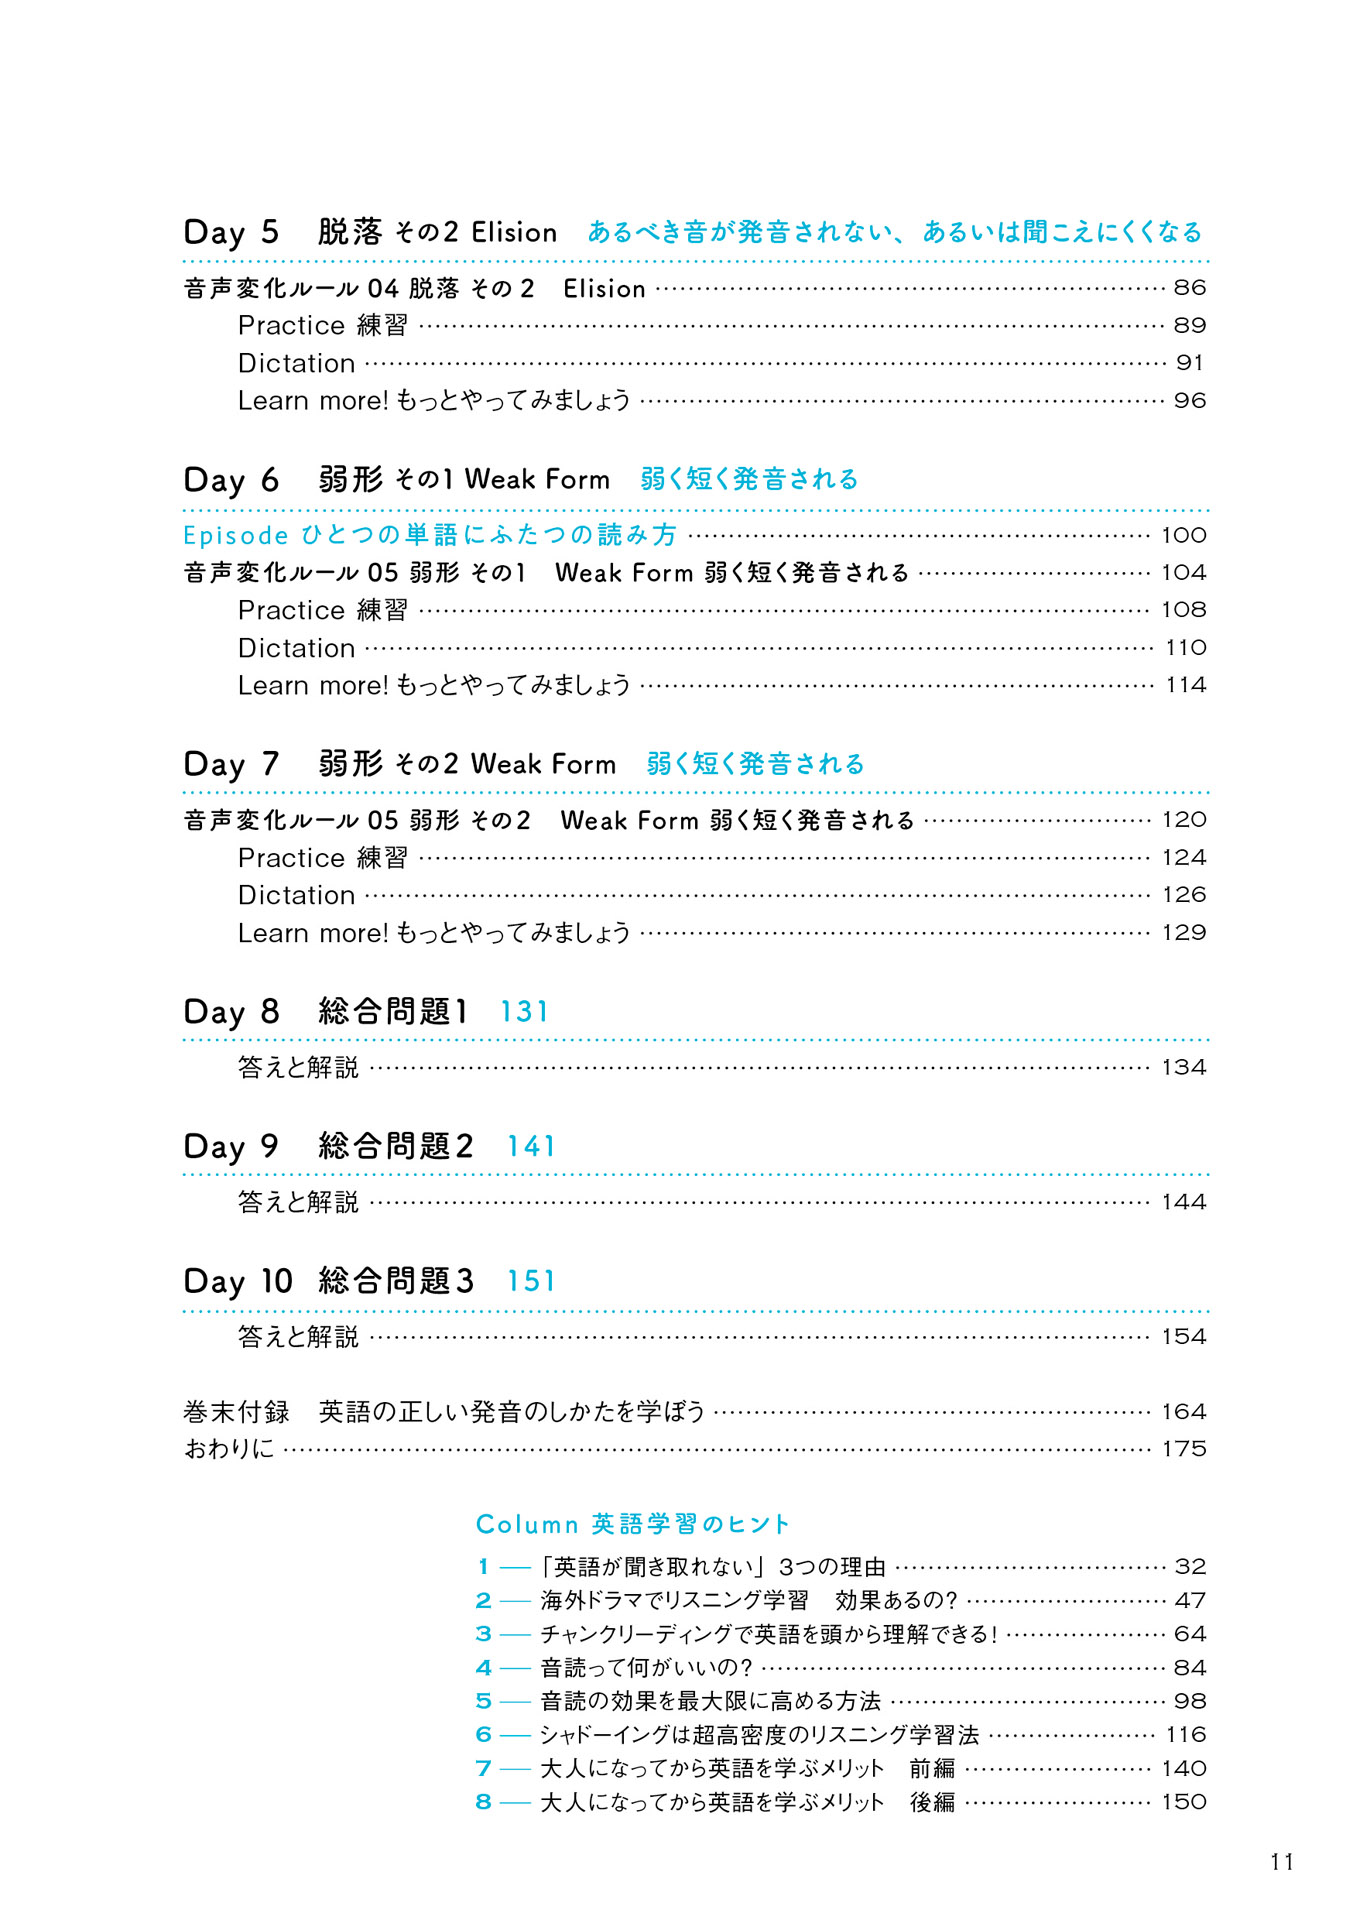 Day 5　脱落 その2 Elision　あるべき音が発音されない、あるいは聞こえにくくなる
音声変化ルール 04 脱落 その 2　Elision 86
Practice 練習 89
Dictation 91
Learn more! もっとやってみましょう 96
Day 6　弱形 その1 Weak Form　弱く短く発音される
Episode ひとつの単語にふたつの読み方 100
音声変化ルール 05 弱形 その1　Weak Form 弱く短く発音される 104
Practice 練習 108
Dictation 110
Learn more! もっとやってみましょう 114
Day 7　弱形 その2 Weak Form　弱く短く発音される
音声変化ルール 05 弱形 その2　Weak Form 弱く短く発音される 120
Practice 練習 124
Dictation 126
Learn more! もっとやってみましょう 129
Day 8　総合問題1　131
答えと解説 134
Day 9　総合問題2　141
答えと解説 144
Day 10　総合問題3　151
答えと解説 154
巻末付録　英語の正しい発音のしかたを学ぼう 164
おわりに 175
Column 英語学習のヒント
1 ―「英語が聞き取れない」3つの理由 32
2 ― 海外ドラマでリスニング学習　効果あるの? 47
3 ― チャンクリーディングで英語を頭から理解できる! 64
4 ― 音読って何がいいの? 84
5 ― 音読の効果を最大限に高める方法 98
6 ― シャドーイングは超高密度のリスニング学習法 116
7 ― 大人になってから英語を学ぶメリット　前編 140
8 ― 大人になってから英語を学ぶメリット　後編 150
11